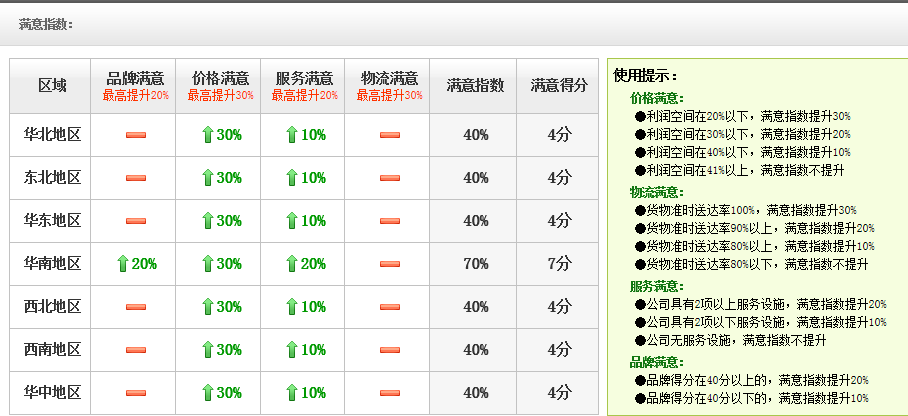 满意指数:
区域 品牌满意 价格满意 服务满意 物流满意 满意指数 满意得分
最高提升20% 最高提升30% 最高提升20% 最高提升30%
华北地区 30% 10% 40% 4分
东北地区 30% 10% 40% 4分
华东地区 30% 10% 40% 4分
华南地区 20% 30% 20% 70% 7分
西北地区 30% 10% 40% 4分
西南地区 30% 10% 40% 4分
华中地区 30% 10% 40% 4分
使用提示：
价格满意：
●利润空间在20%以下，满意指数提升30%
●利润空间在30%以下，满意指数提升20%
●利润空间在40%以下，满意指数提升10%
●利润空间在41%以上，满意指数不提升
物流满意：
●货物准时送达率100%，满意指数提升30%
●货物准时送达率90%以上，满意指数提升20%
●货物准时送达率80%以上，满意指数提升10%
●货物准时送达率80%以下，满意指数不提升
服务满意：
●公司具有2项以上服务设施，满意指数提升20%
●公司具有2项以下服务设施，满意指数提升10%
●公司无服务设施，满意指数不提升
品牌满意：
●品牌得分在40分以上的，满意指数提升20%
●品牌得分在40分以下的，满意指数提升10%